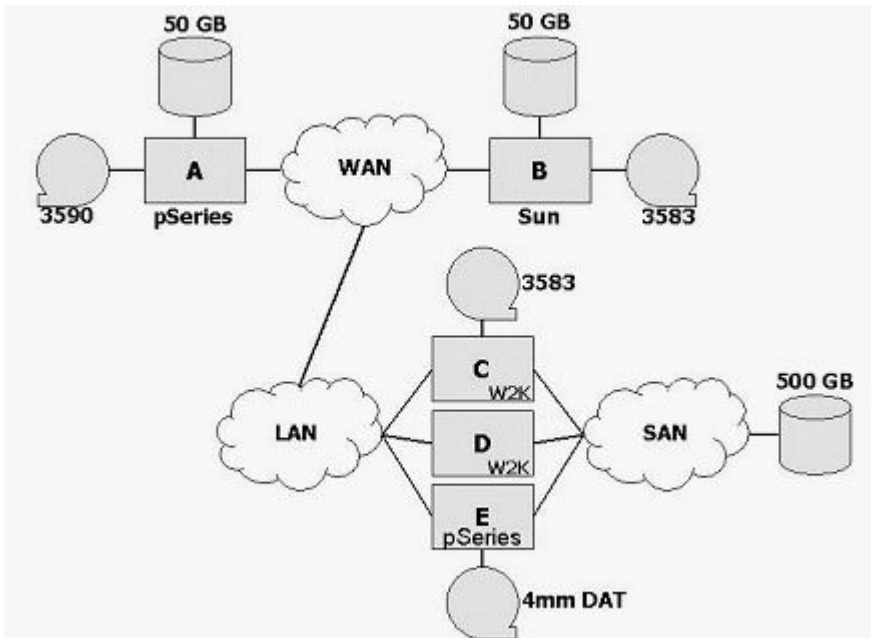 50 GB
50 GB
A
WAN
B
3590
pSeries
Sun
3583
3583
C
W2K
500 GB
LAN
D
W2K
SAN
E
pSeries
4mm DAT